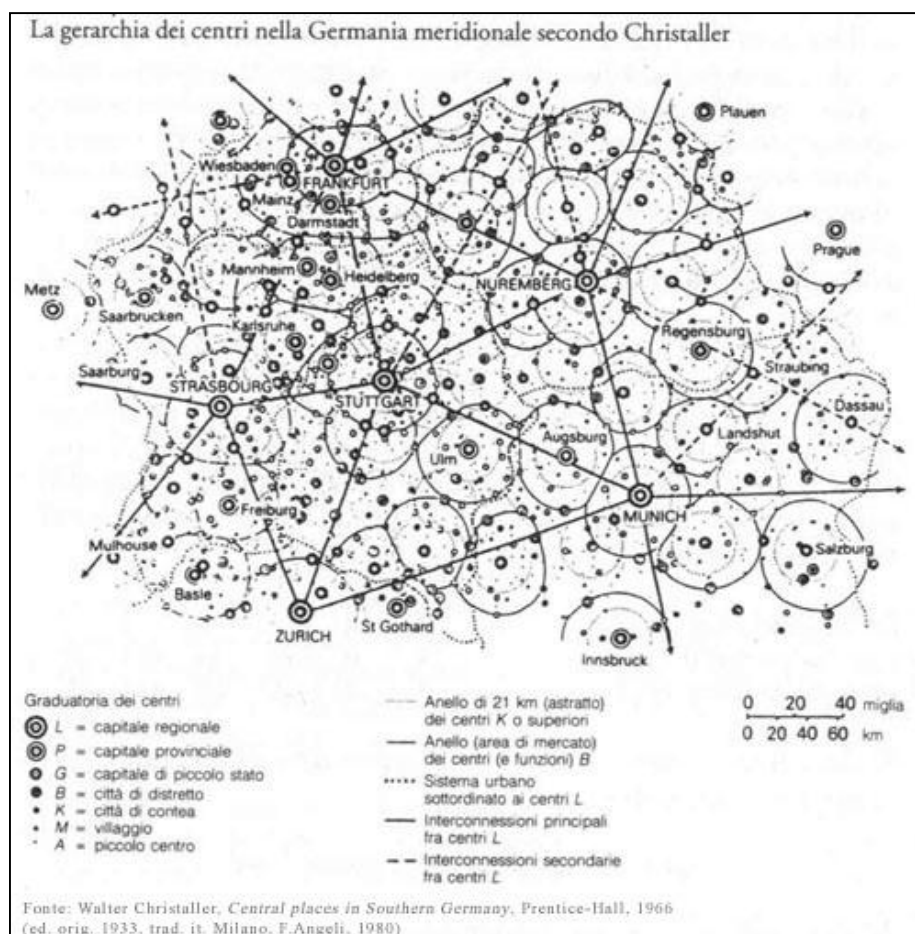 La gerarchia dei centri nella Germania meridionale secondo Christaller
Plauen
Wiesbaden
FRANKFURT
Mainz
Darmstadt
Prague
Mannheim
Heidelberg
NUREMBERG
Metz
Saarbrucken
Karlsruhe
Regensburg
Saarburg
STRASBOURG
STUTTGART
Straubing
Dassau
Augsburg
Landshut
Ulm
Freiburg
MUNICH
Mulhouse
Salzburg
Basle
ZURICH
St Gothard
Innsbruck
Graduatoria dei centri
L = capitale regionale
P = capitale provinciale
G = capitale di piccolo stato
B = città di distretto
K = città di contea
M = villaggio
A = piccolo centro
Anello di 21 km (astratto)
dei centri K o superiori
Anello (area di mercato)
dei centri (e funzioni) B
Sistema urbano
sottordinato ai centri L
Interconnessioni principali
fra centri L
Interconnessioni secondarie
fra centri L
0 20 40 miglia
0 20 40 60 km
Fonte: Walter Christaller, Central places in Southern Germany, Prentice-Hall, 1966
(ed. orig. 1933, trad. it. Milano, F.Angeli, 1980)